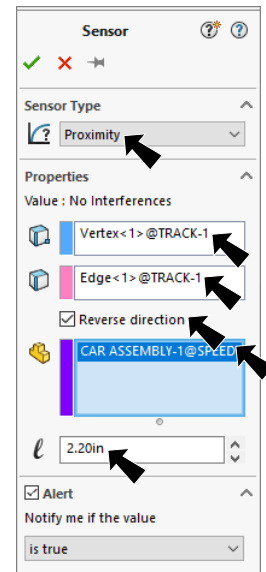 Sensor
Sensor Type
Proximity
Properties
Value : No Interferences
Vertex<1>@TRACK-1
Edge<1>@TRACK-1
Reverse direction
CAR ASSEMBLY-1@SPEED
2.20in
Alert
Notify me if the value
is true